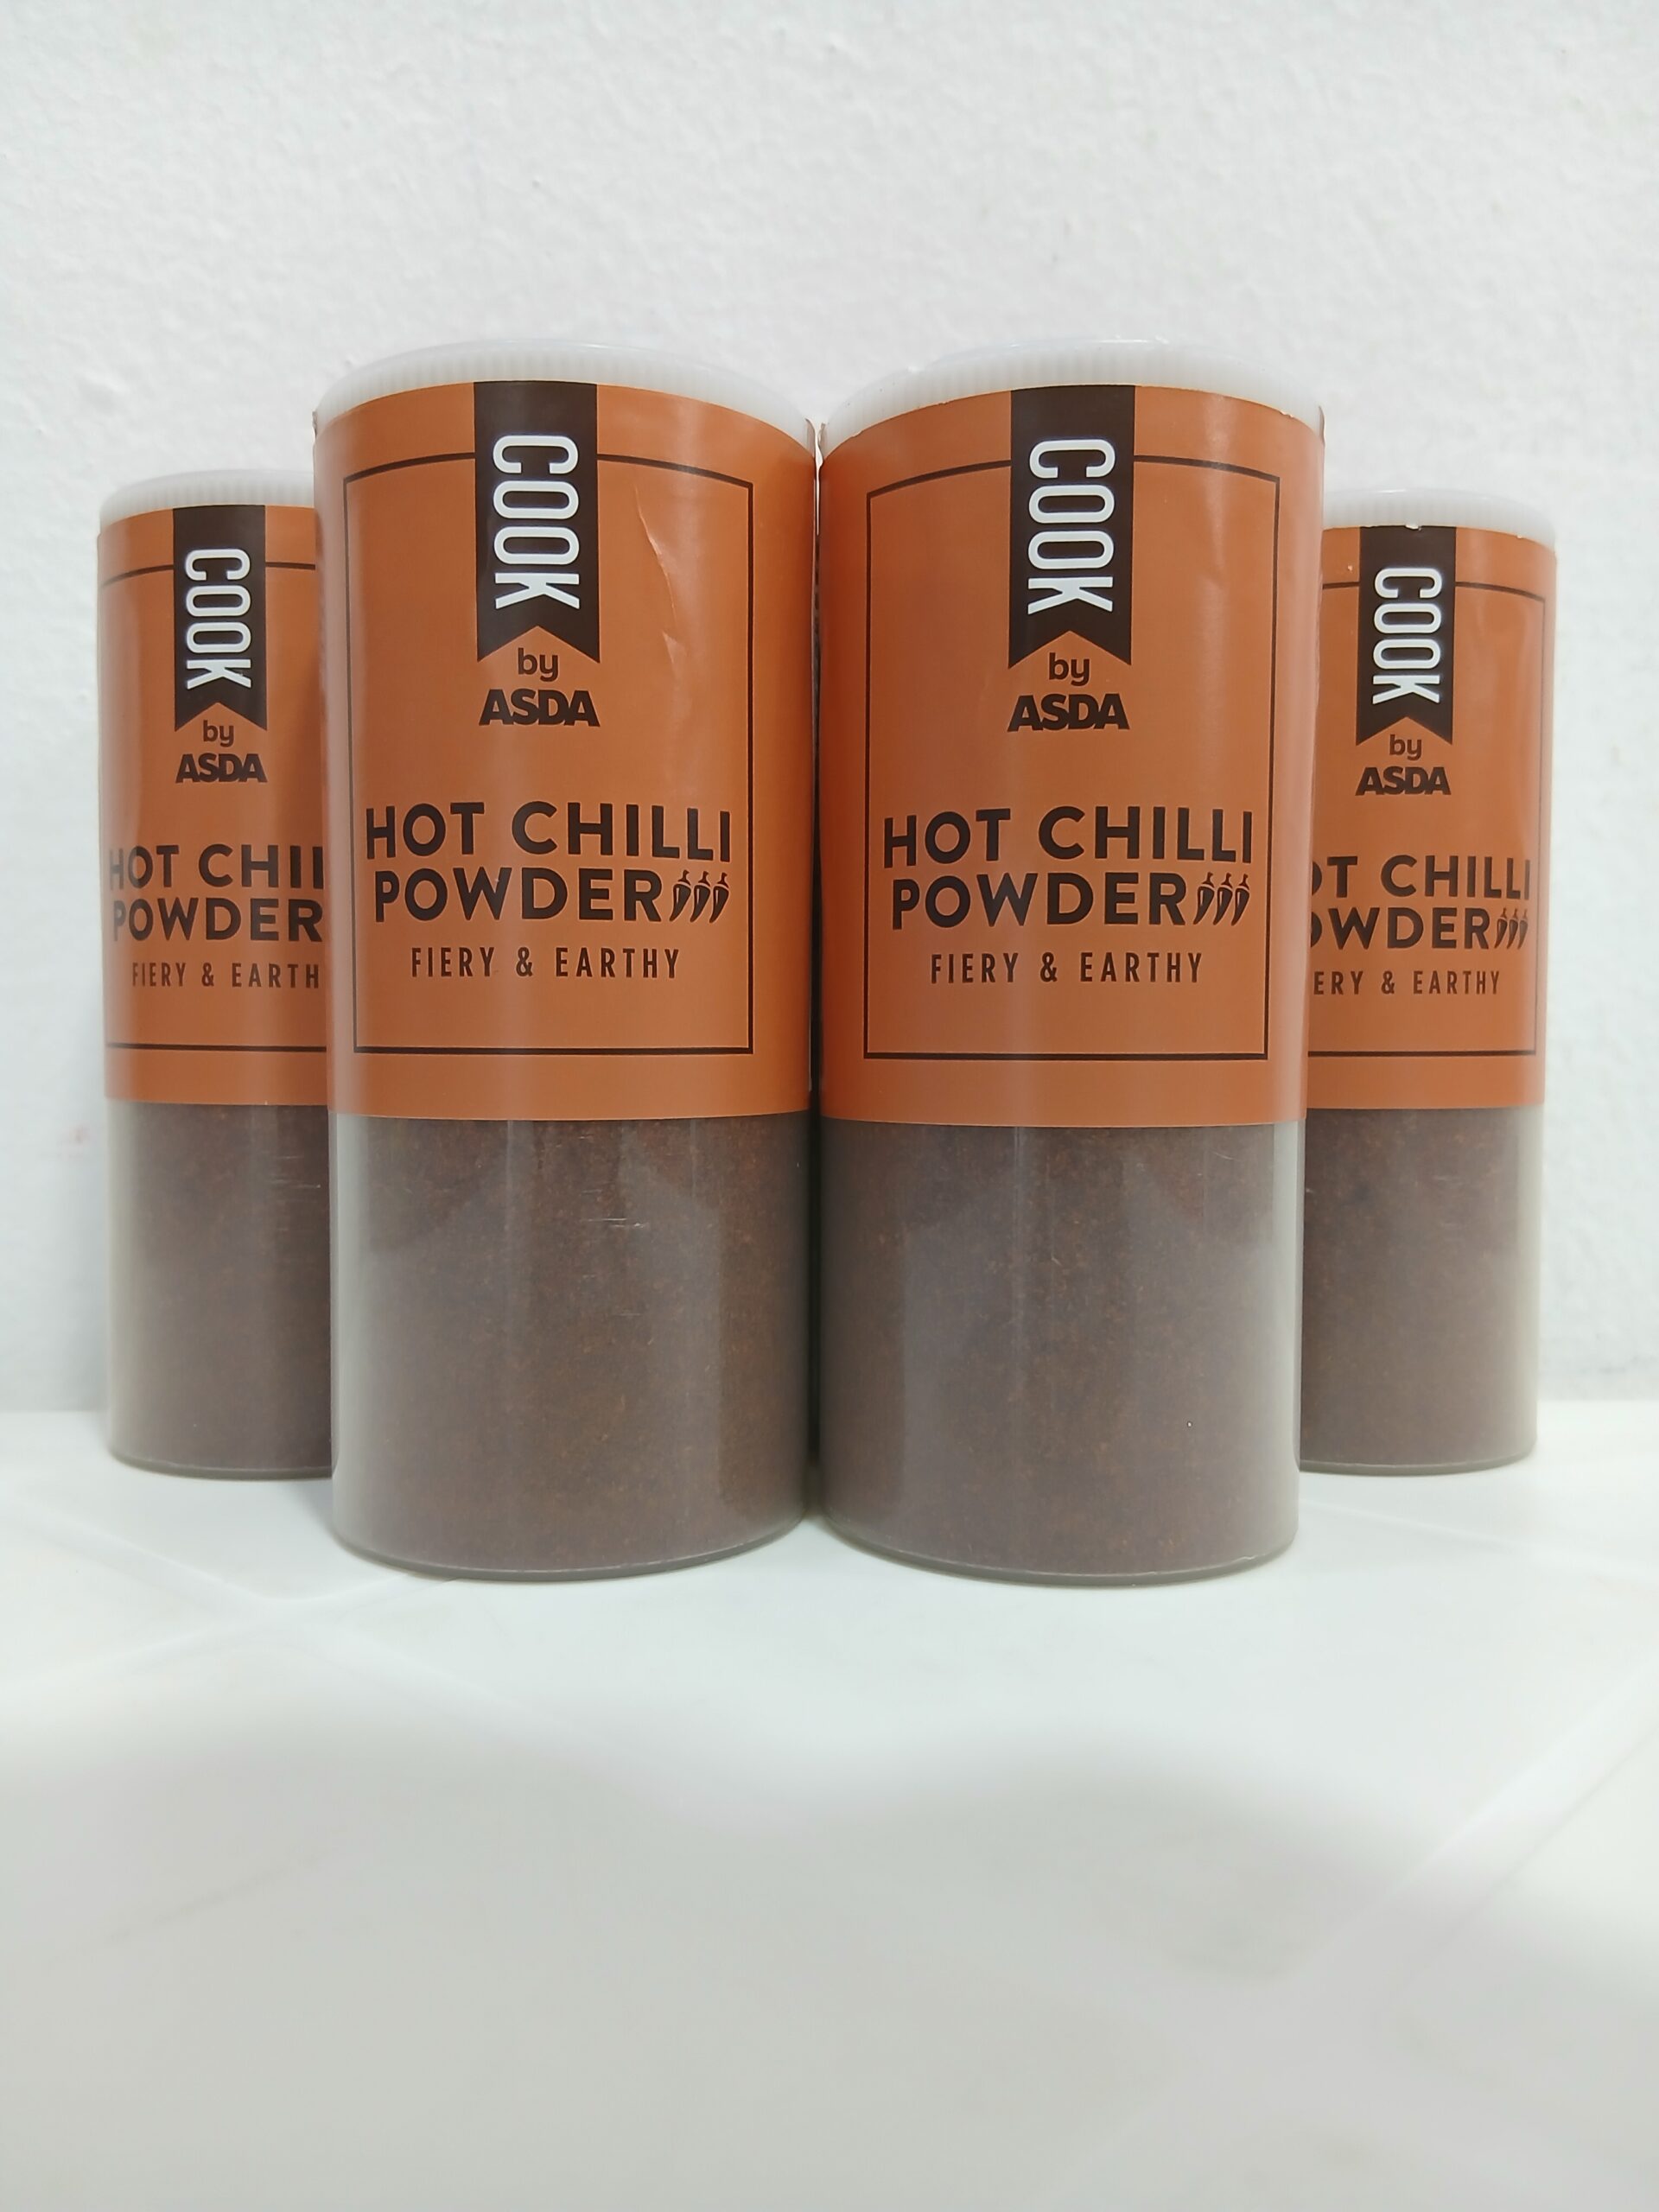 COOK
by
ASDA
HOT CHILLI
POWDER
FIERY & EARTH
COOK
by
ASDA
HOT CHILLI
POWDER
FIERY & EARTHY
COOK
by
ASDA
HOT CHILLI
POWDER
FIERY & EARTHY
COOK
by
ASDA
OT CHILLI
OWDER
ERY & EARTHY